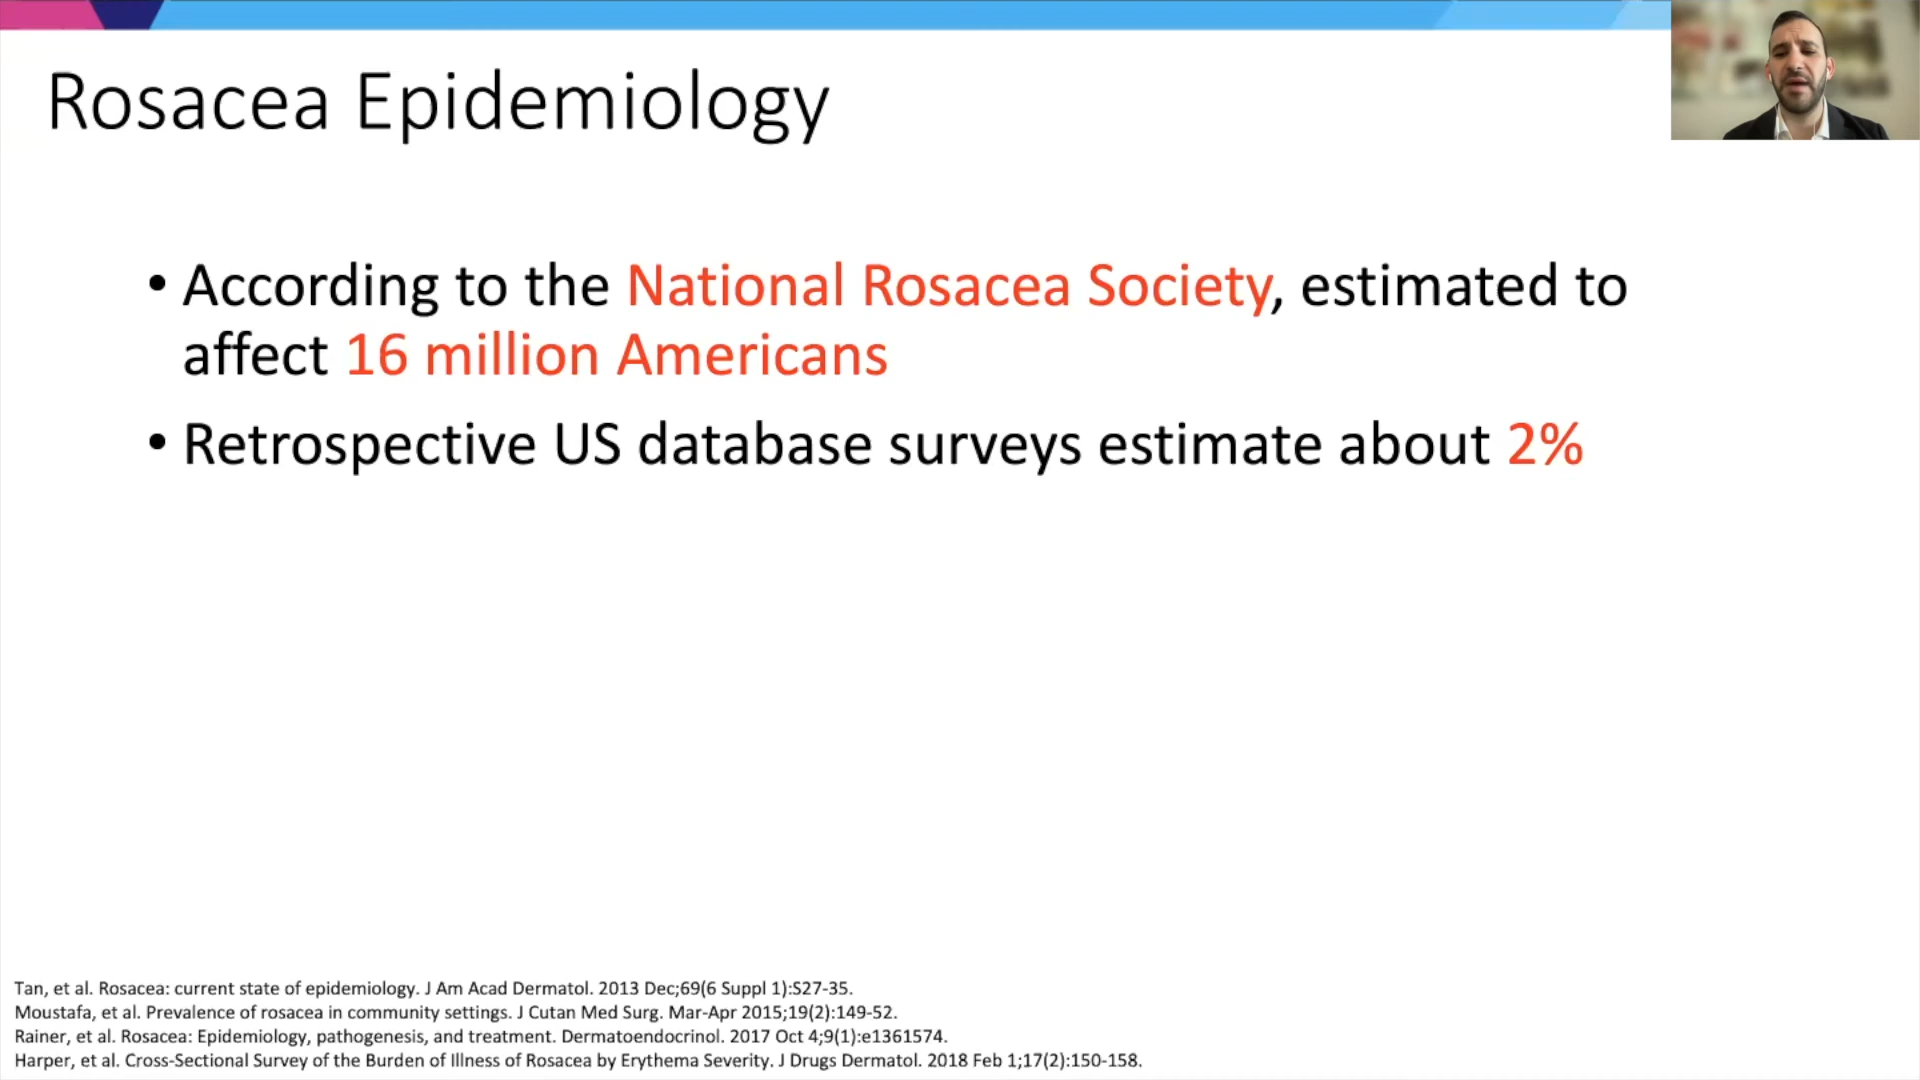 Rosacea Epidemiology
• According to the National Rosacea Society, estimated to
affect 16 million Americans
• Retrospective US database surveys estimate about 2%
Tan, et al. Rosacea: current state of epidemiology. J Am Acad Dermatol. 2013 Dec;69(6 Suppl 1):S27-35.
Moustafa, et al. Prevalence of rosacea in community settings. J Cutan Med Surg. Mar-Apr 2015;19(2):149-52.
Rainer, et al. Rosacea: Epidemiology, pathogenesis, and treatment. Dermatoendocrinol. 2017 Oct 4;9(1):e1361574.
Harper, et al. Cross-Sectional Survey of the Burden of Illness of Rosacea by Erythema Severity. J Drugs Dermatol. 2018 Feb 1;17(2):150-158.